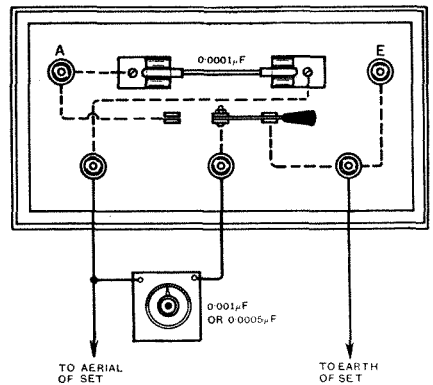 A
E
0·0001μF
0·001μF
OR 0·0005μF
TO AERIAL
OF SET
TO EARTH
OF SET